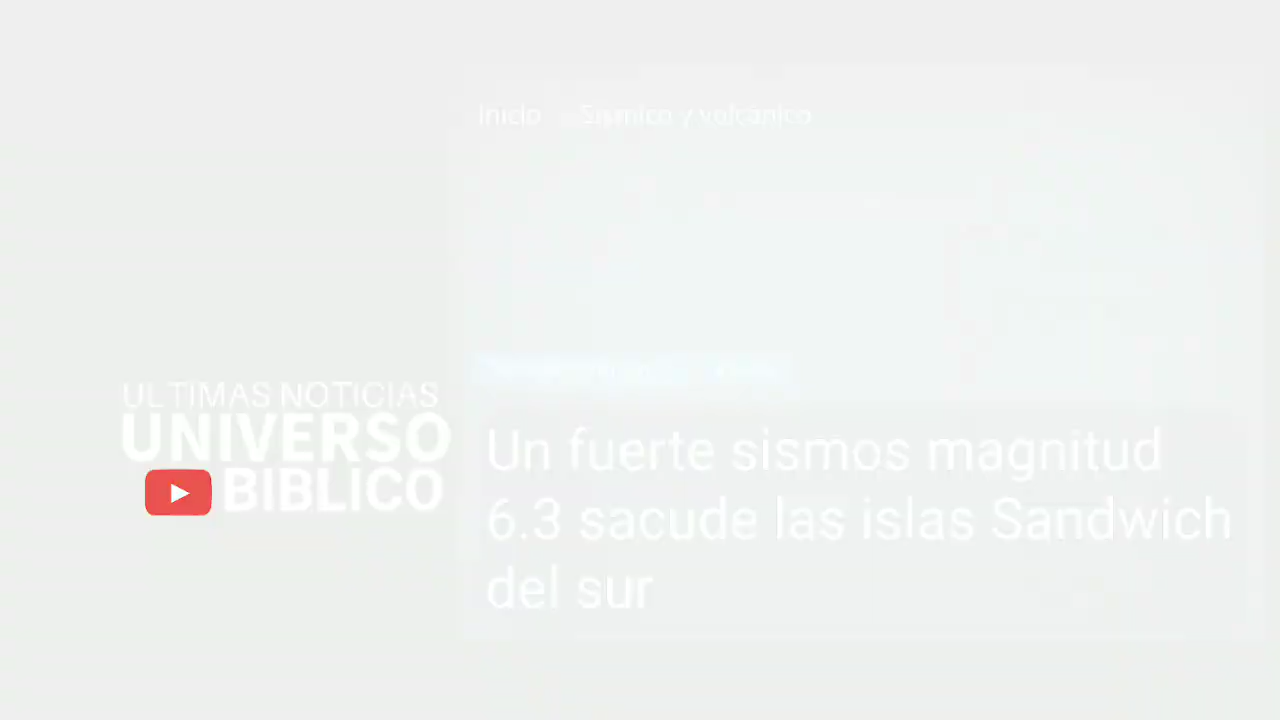 Inicio Sísmico y volcánico
ULTIMAS NOTICIAS
UNIVERSO
BIBLICO
Un fuerte sismos magnitud
6.3 sacude las islas Sandwich
del sur